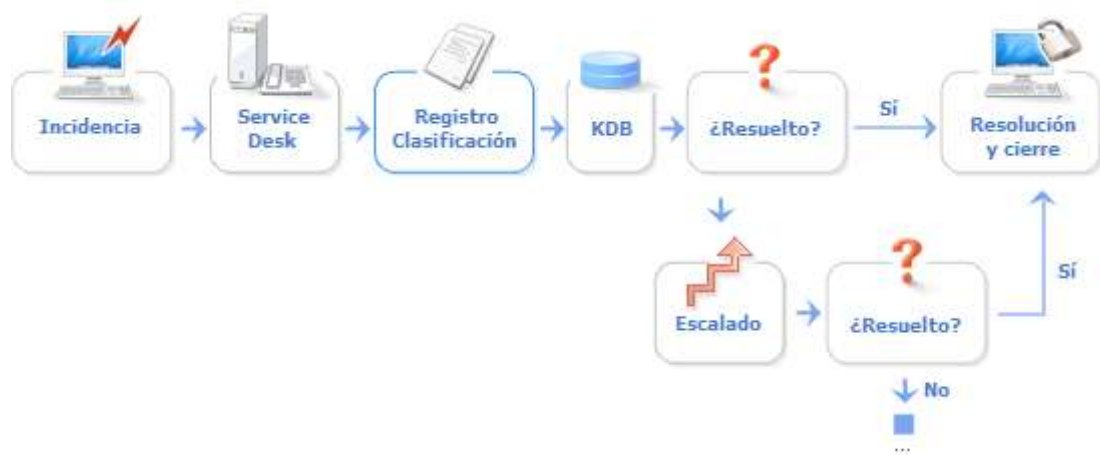 Incidencia
Service
Desk
Registro
Clasificación
KDB
¿Resuelto?
Sí
Resolución
y cierre
Escalado
¿Resuelto?
Sí
No
...